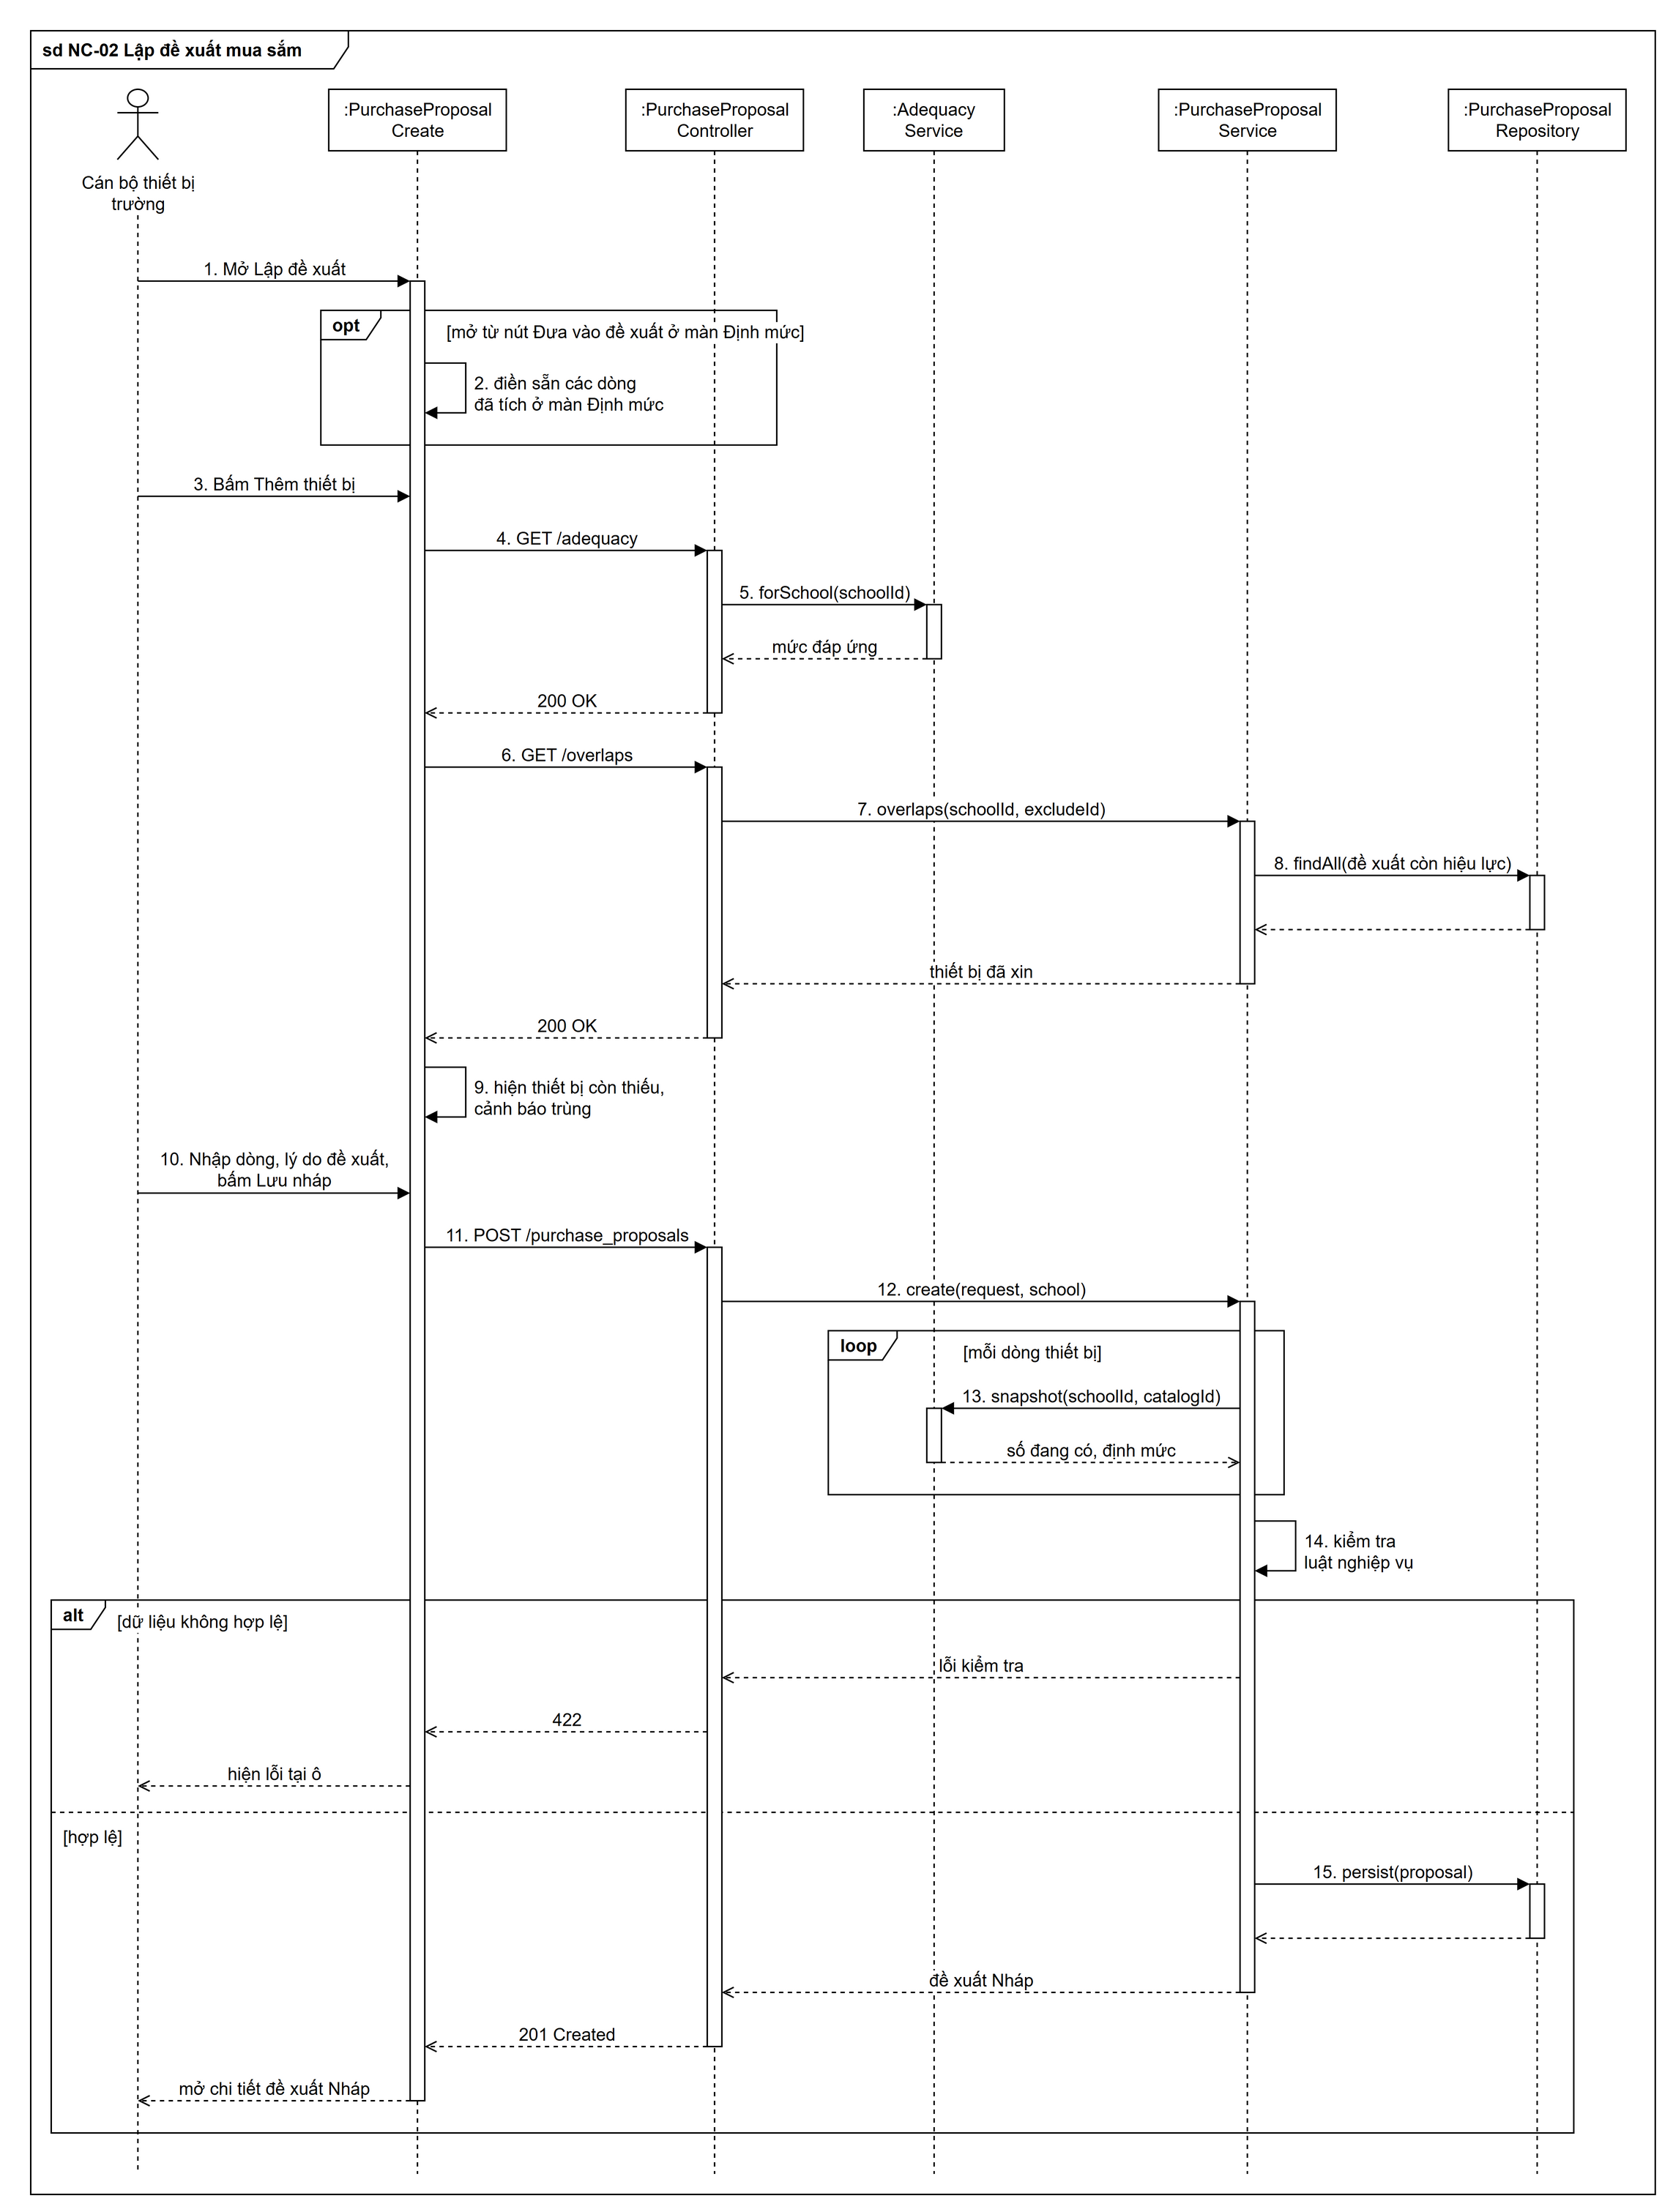 sd NC-02 Lập đề xuất mua sắm
:PurchaseProposal
Create
:PurchaseProposal
Controller
:Adequacy
Service
:PurchaseProposal
Service
:PurchaseProposal
Repository
Cán bộ thiết bị
trường
1. Mở Lập đề xuất
opt
[mở từ nút Đưa vào đề xuất ở màn Định mức]
2. điền sẵn các dòng
đã tích ở màn Định mức
3. Bấm Thêm thiết bị
4. GET /adequacy
5. forSchool(schoolId)
mức đáp ứng
200 OK
6. GET /overlaps
7. overlaps(schoolId, excludeId)
8. findAll(đề xuất còn hiệu lực)
thiết bị đã xin
200 OK
9. hiện thiết bị còn thiếu,
cảnh báo trùng
10. Nhập dòng, lý do đề xuất,
bấm Lưu nháp
11. POST /purchase_proposals
12. create(request, school)
loop
[mỗi dòng thiết bị]
13. snapshot(schoolId, catalogId)
số đang có, định mức
14. kiểm tra
luật nghiệp vụ
alt
[dữ liệu không hợp lệ]
lỗi kiểm tra
422
hiện lỗi tại ô
[hợp lệ]
15. persist(proposal)
đề xuất Nháp
201 Created
mở chi tiết đề xuất Nháp